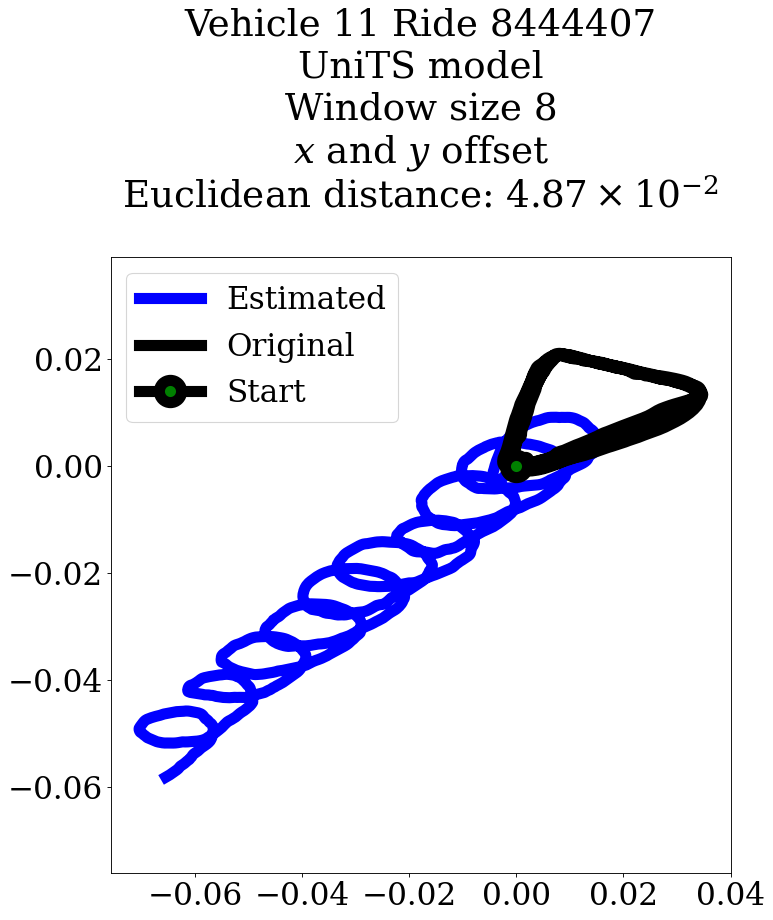 Vehicle 11 Ride 8444407
UniTS model
Window size 8
x and y offset
Euclidean distance: 4.87 × 10⁻²
Estimated
Original
Start
0.02
0.00
−0.02
−0.04
−0.06
−0.06 −0.04 −0.02 0.00 0.02 0.04